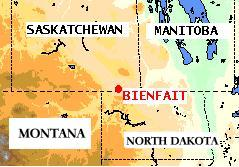 SASKATCHEWAN MANITOBA
BIENFAIT
MONTANA NORTH DAKOTA